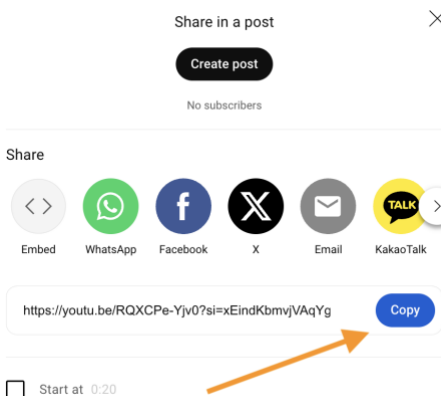 Share in a post
Create post
No subscribers
Share
< >
f
X
TALK
>
Embed WhatsApp Facebook X Email KakaoTalk
https://youtu.be/RQXCPe-Yjv0?si=xEindKbmvjVAqYg
Copy
Start at 0:20